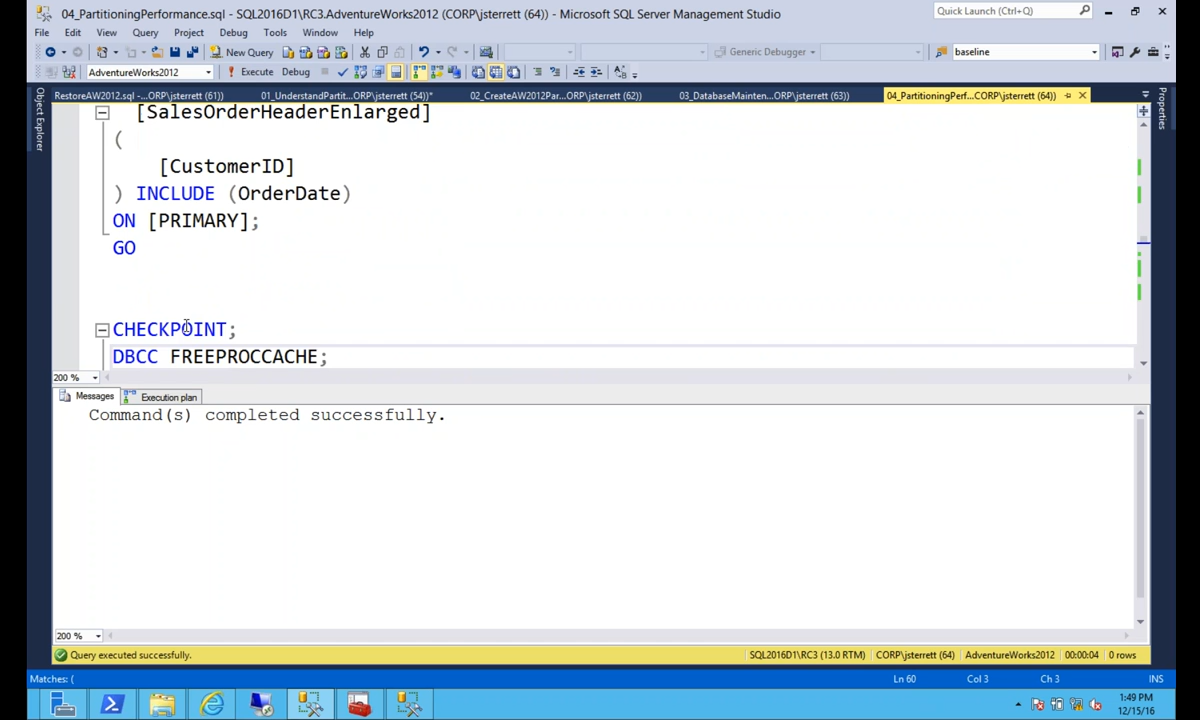 04_PartitioningPerformance.sql - SQL2016D1\RC3.AdventureWorks2012 (CORP\jsterrett (64)) - Microsoft SQL Server Management Studio
Quick Launch (Ctrl+Q)
File Edit View Query Project Debug Tools Window Help
New Query Generic Debugger baseline
AdventureWorks2012 Execute Debug
RestoreAW2012.sql -...ORP\jsterrett (61)) 01_UnderstandPartit...ORP\jsterrett (54))* 02_CreateAW2012Par...ORP\jsterrett (62)) 03_DatabaseMainten...ORP\jsterrett (63)) 04_PartitioningPerf...CORP\jsterrett (64))
Object Explorer
Properties
[SalesOrderHeaderEnlarged]
(
[CustomerID]
) INCLUDE (OrderDate)
ON [PRIMARY];
GO
CHECKPOINT;
DBCC FREEPROCCACHE;
200 %
Messages Execution plan
Command(s) completed successfully.
200 %
Query executed successfully. SQL2016D1\RC3 (13.0 RTM) CORP\jsterrett (64) AdventureWorks2012 00:00:04 0 rows
Matches: ( Ln 60 Col 3 Ch 3 INS
1:49 PM
12/15/16